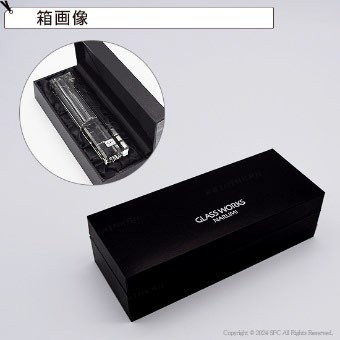 箱画像
GLASS WORKS
NARUMI
Copyright © 2024 SFC All Rights Reserved.